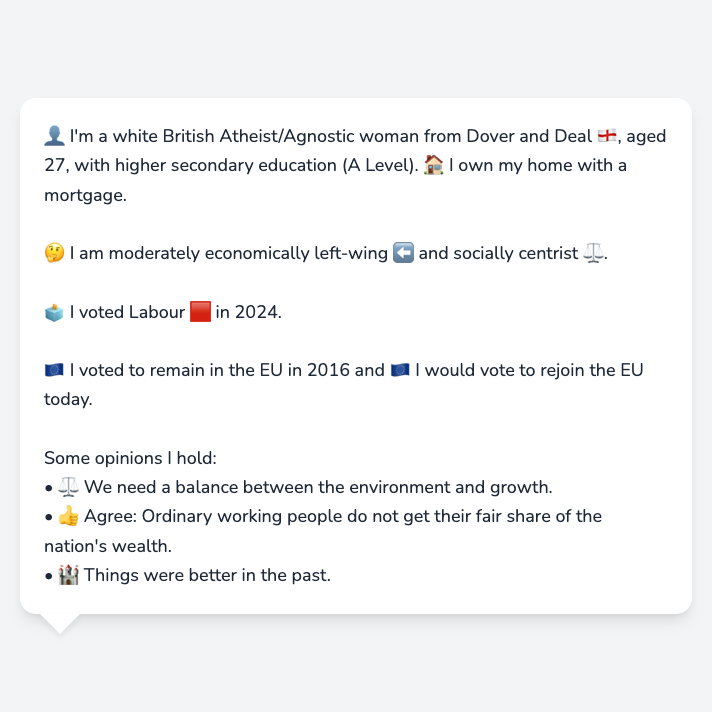 👤 I'm a white British Atheist/Agnostic woman from Dover and Deal 🏴󠁧󠁢󠁥󠁮󠁧󠁿, aged
27, with higher secondary education (A Level). 🏠 I own my home with a
mortgage.
🤔 I am moderately economically left-wing ⬅️ and socially centrist ⚖️.
🗳️ I voted Labour 🟥 in 2024.
🇪🇺 I voted to remain in the EU in 2016 and 🇪🇺 I would vote to rejoin the EU
today.
Some opinions I hold:
• ⚖️ We need a balance between the environment and growth.
• 👍 Agree: Ordinary working people do not get their fair share of the
nation's wealth.
• 🏰 Things were better in the past.